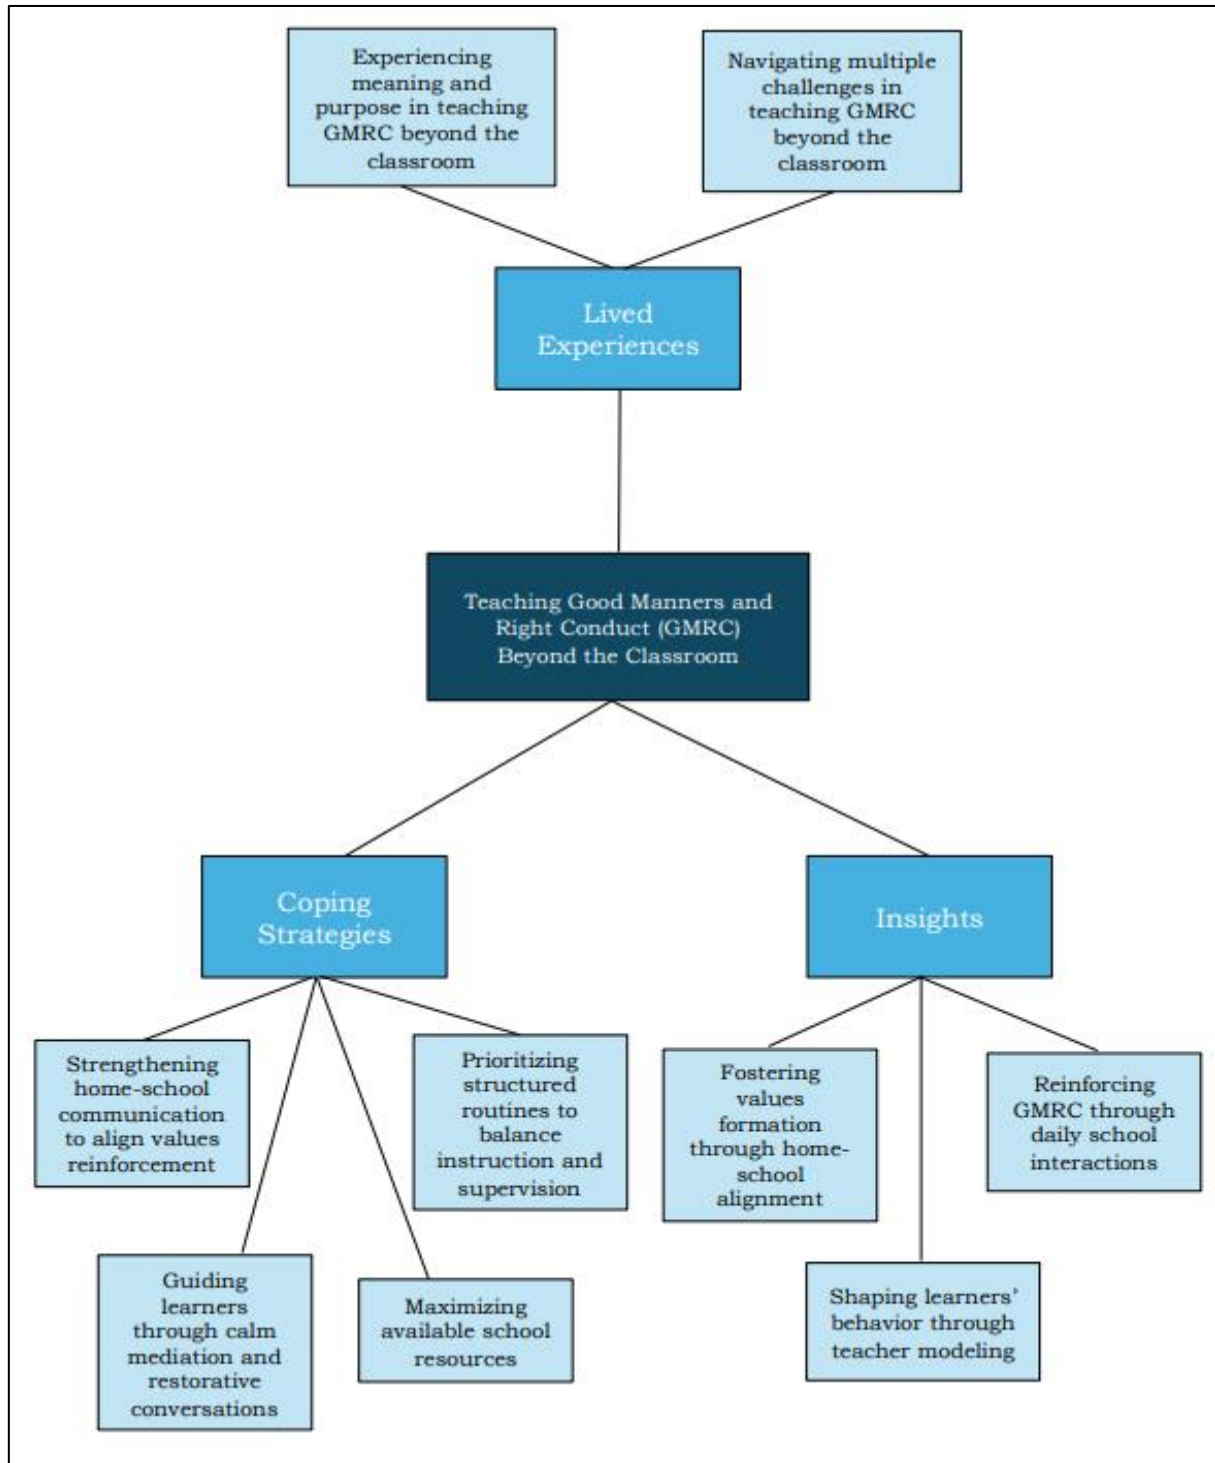 Experiencing
meaning and
purpose in teaching
GMRC beyond the
classroom
Navigating multiple
challenges in
teaching GMRC
beyond the
classroom
Lived
Experiences
Teaching Good Manners and
Right Conduct (GMRC)
Beyond the Classroom
Coping
Strategies
Insights
Strengthening
home-school
communication
to align values
reinforcement
Prioritizing
structured
routines to
balance
instruction and
supervision
Fostering
values
formation
through home-
school
alignment
Reinforcing
GMRC through
daily school
interactions
Guiding
learners
through calm
mediation and
restorative
conversations
Maximizing
available school
resources
Shaping learners’
behavior through
teacher modeling